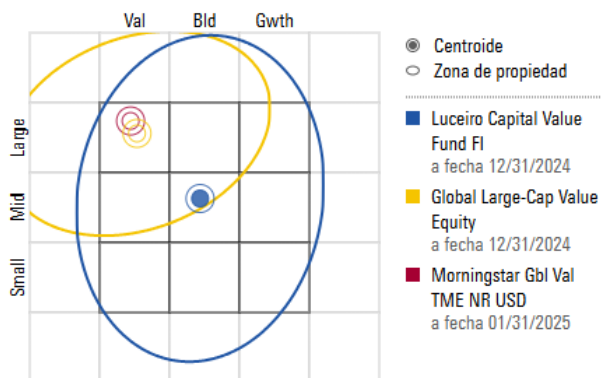 Val Bld Gwth
Large
Mid
Small
Centroide
Zona de propiedad
Luceiro Capital Value
Fund FI
a fecha 12/31/2024
Global Large-Cap Value
Equity
a fecha 12/31/2024
Morningstar Gbl Val
TME NR USD
a fecha 01/31/2025